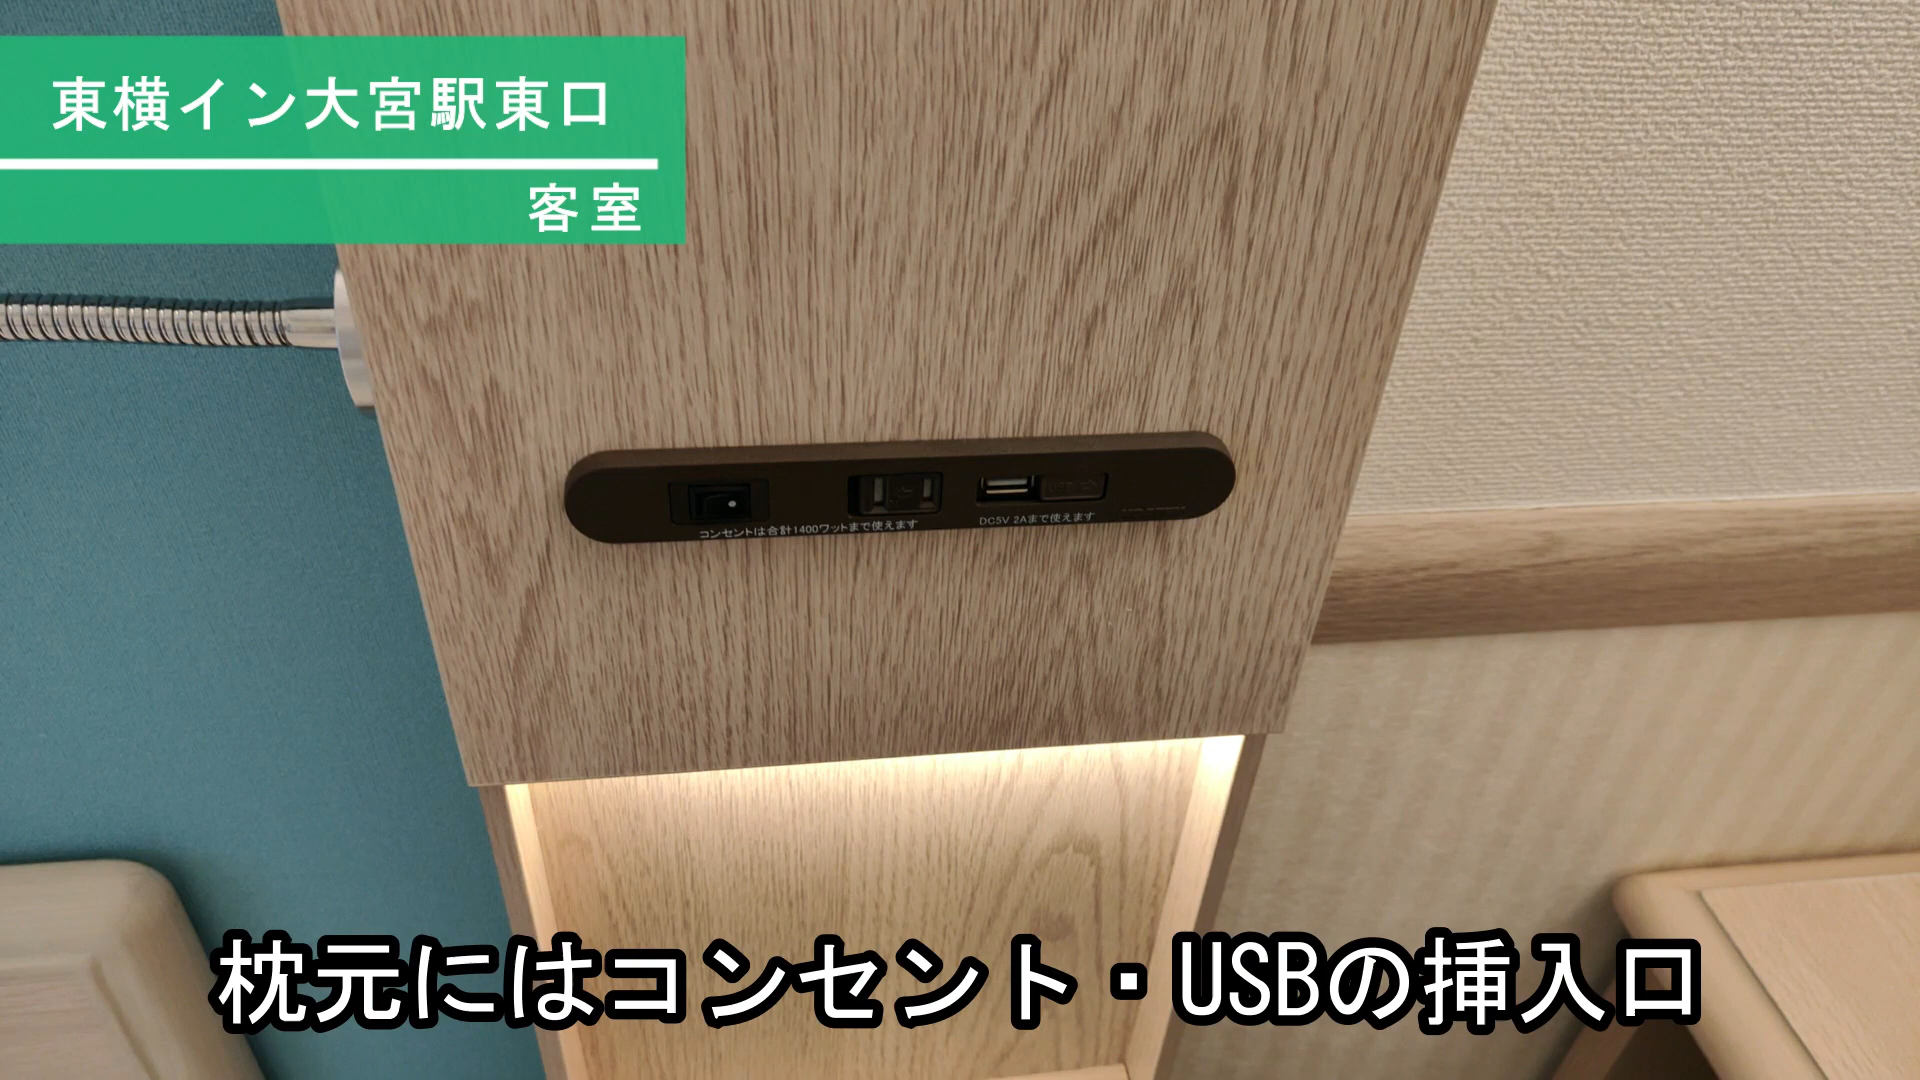 東横イン大宮駅東口
客室
コンセントは合計1400ワットまで使えます
DC5V 2Aまで使えます
枕元にはコンセント・USBの挿入口